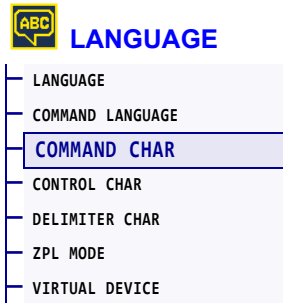 ABC
LANGUAGE
LANGUAGE
COMMAND LANGUAGE
COMMAND CHAR
CONTROL CHAR
DELIMITER CHAR
ZPL MODE
VIRTUAL DEVICE